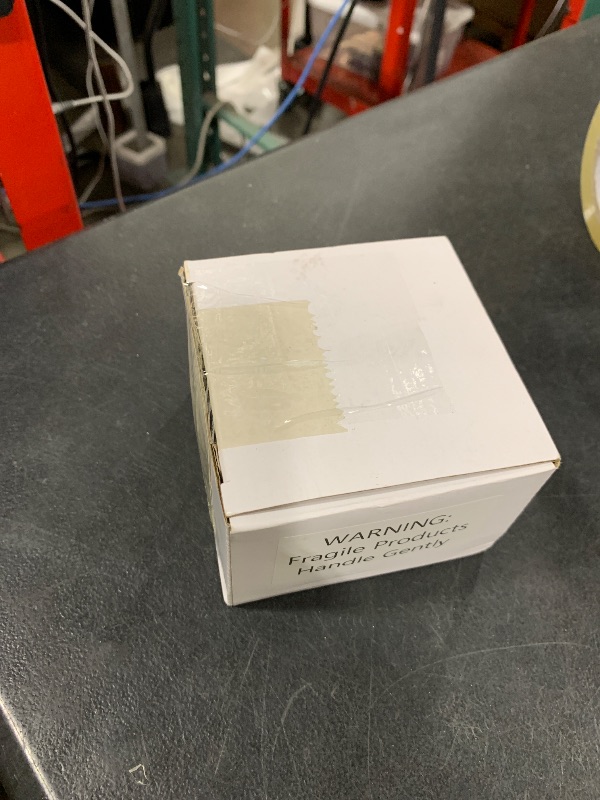 WARNING:
Fragile Products
Handle Gently